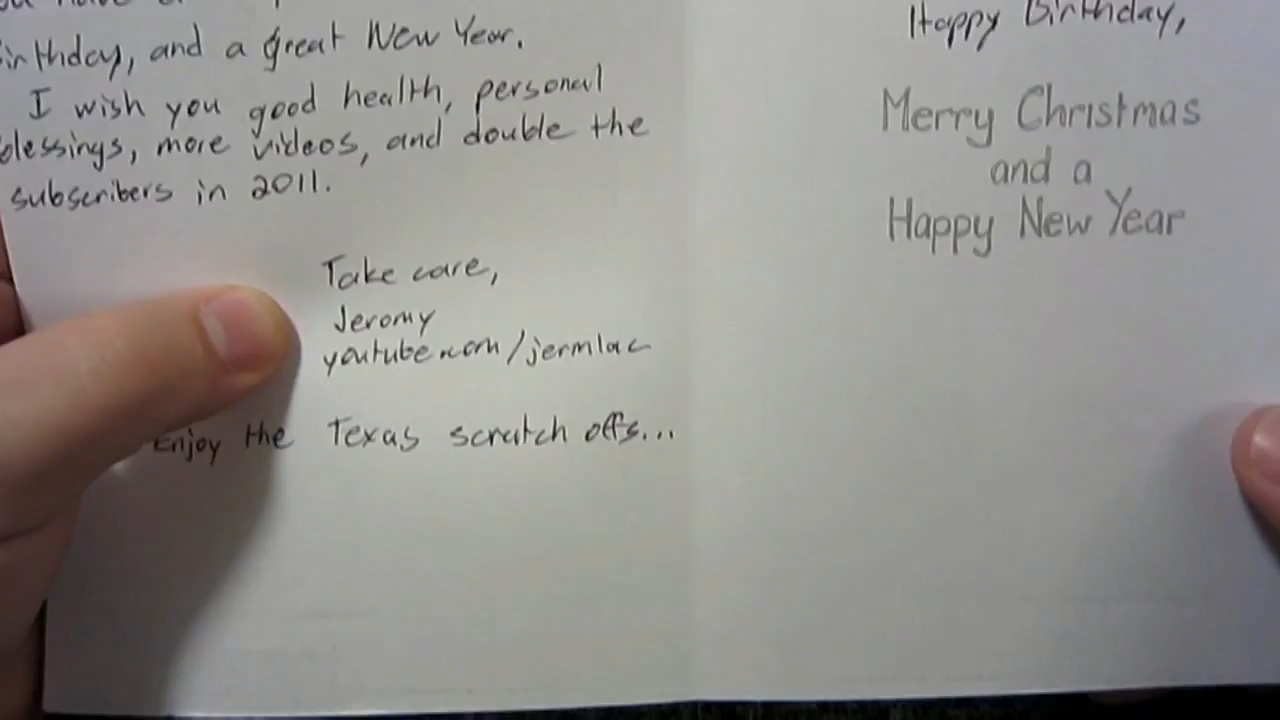 birthday, and a great New Year.
I wish you good health, personal
blessings, more videos, and double the
subscribers in 2011.
Take care,
Jeromy
youtube.com/jermlac
Enjoy the Texas scratch offs...
Happy Birthday,
Merry Christmas
and a
Happy New Year